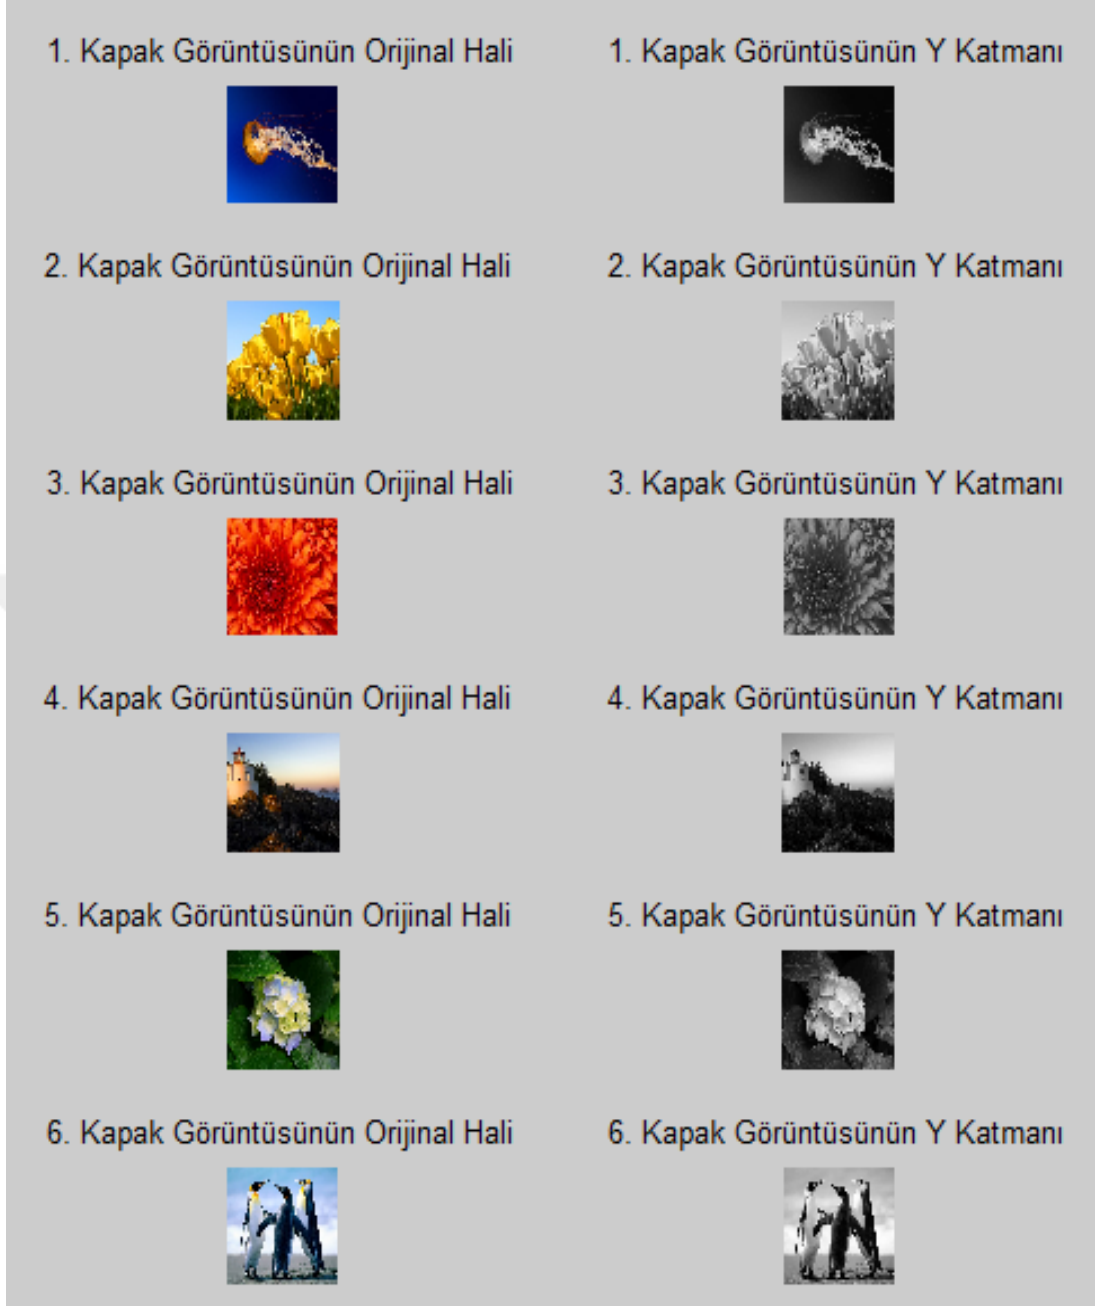 1. Kapak Görüntüsünün Orijinal Hali
1. Kapak Görüntüsünün Y Katmanı
2. Kapak Görüntüsünün Orijinal Hali
2. Kapak Görüntüsünün Y Katmanı
3. Kapak Görüntüsünün Orijinal Hali
3. Kapak Görüntüsünün Y Katmanı
4. Kapak Görüntüsünün Orijinal Hali
4. Kapak Görüntüsünün Y Katmanı
5. Kapak Görüntüsünün Orijinal Hali
5. Kapak Görüntüsünün Y Katmanı
6. Kapak Görüntüsünün Orijinal Hali
6. Kapak Görüntüsünün Y Katmanı